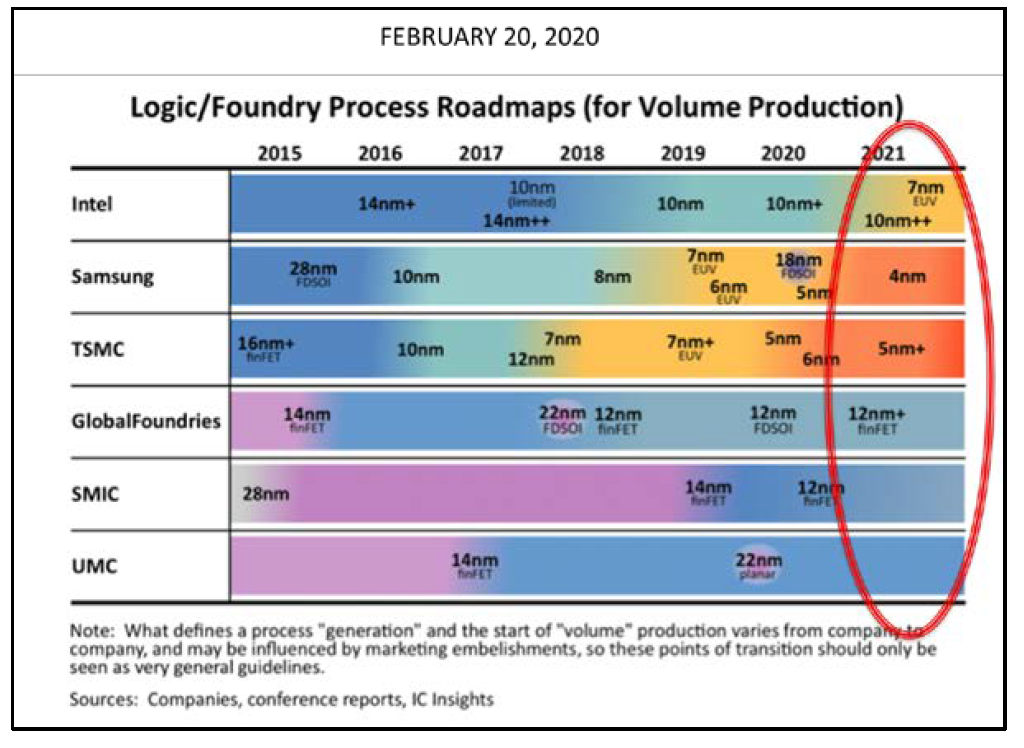 FEBRUARY 20, 2020
Logic/Foundry Process Roadmaps (for Volume Production)
2015 2016 2017 2018 2019 2020 2021
Intel 14nm+ 10nm (limited) 14nm++ 10nm 10nm+ 7nm EUV 10nm++
Samsung 28nm FDSOI 10nm 8nm 7nm EUV 6nm EUV 18nm FDSOI 5nm 4nm
TSMC 16nm+ finFET 10nm 7nm 12nm 7nm+ EUV 5nm 6nm 5nm+
GlobalFoundries 14nm finFET 22nm FDSOI 12nm finFET 12nm FDSOI 12nm+ finFET
SMIC 28nm 14nm finFET 12nm finFET
UMC 14nm finFET 22nm planar
Note: What defines a process "generation" and the start of "volume" production varies from company to
company, and may be influenced by marketing embelishments, so these points of transition should only be
seen as very general guidelines.
Sources: Companies, conference reports, IC Insights